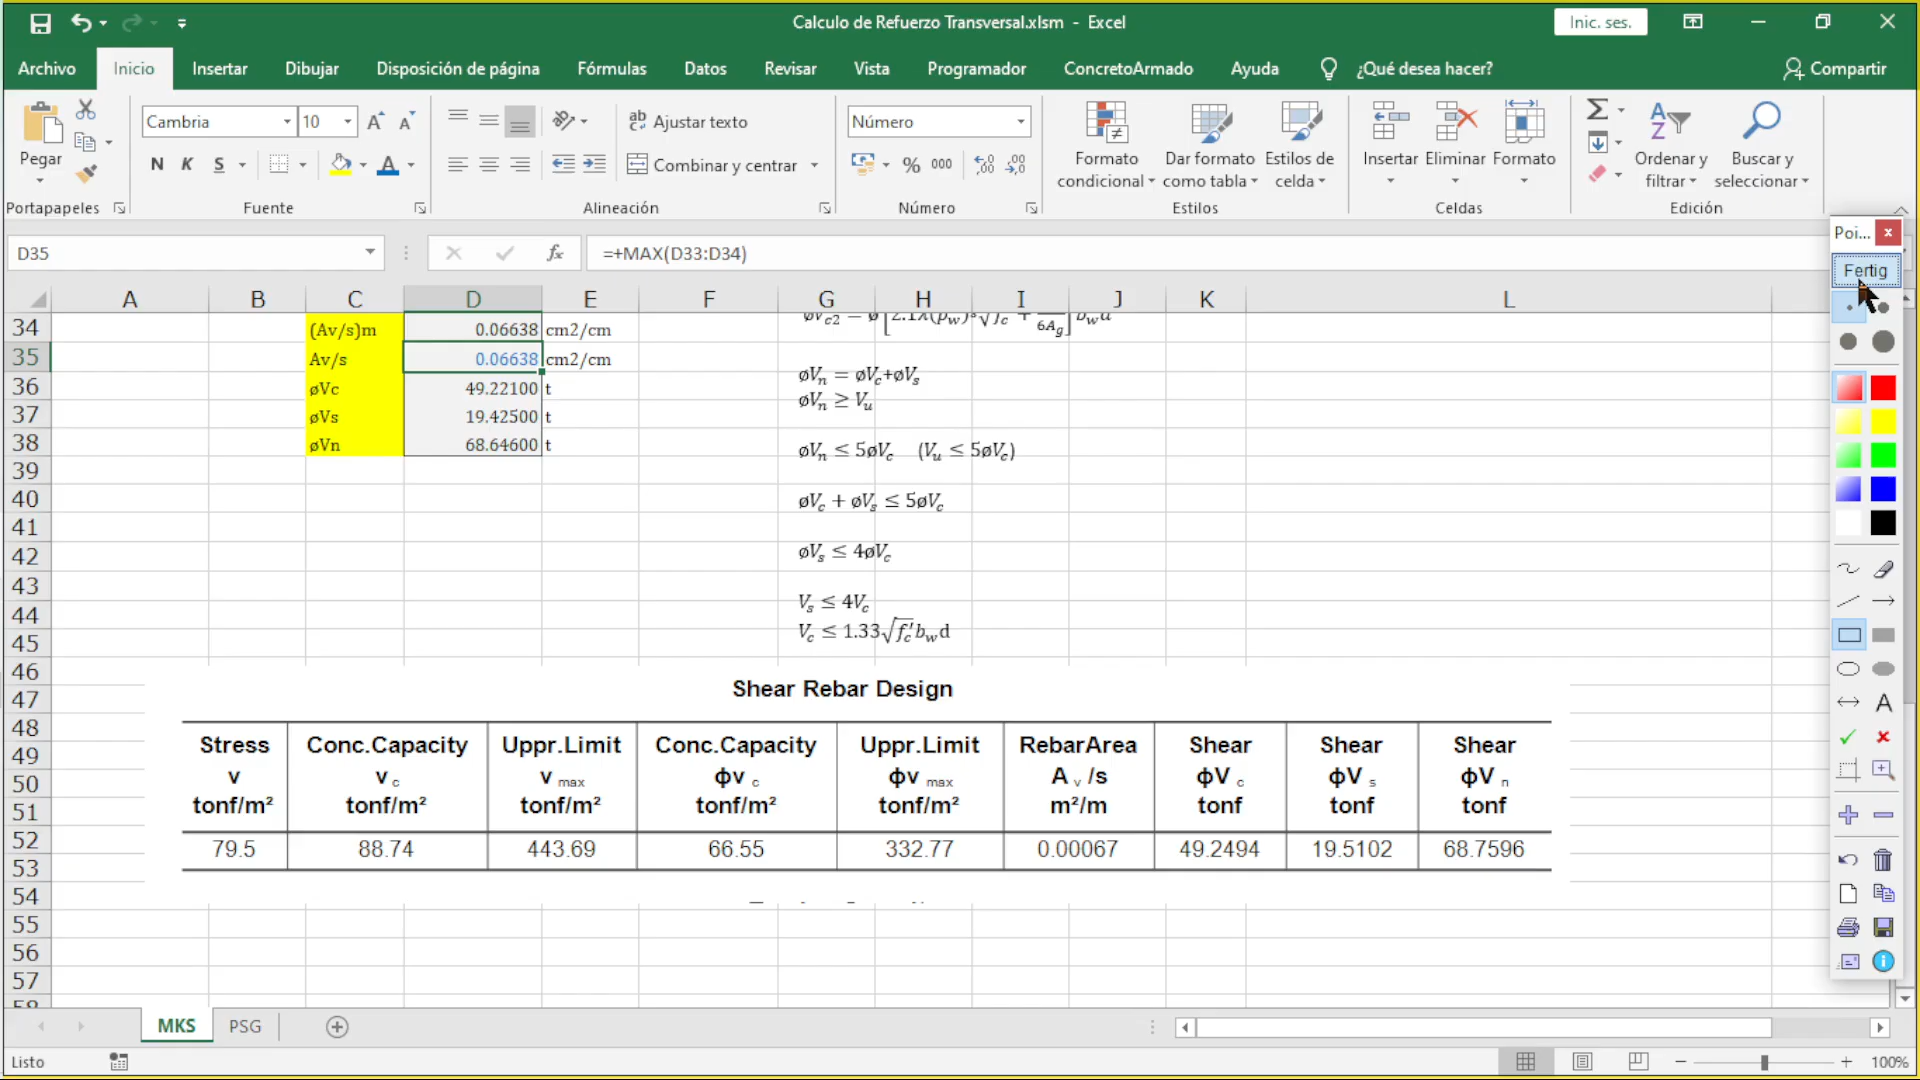 Calculo de Refuerzo Transversal.xlsm - Excel
Inic. ses.
Archivo Inicio Insertar Dibujar Disposición de página Fórmulas Datos Revisar Vista Programador ConcretoArmado Ayuda ¿Qué desea hacer? Compartir
Pegar
Portapapeles
Cambria 10
N K S
Fuente
Ajustar texto
Combinar y centrar
Alineación
Número
% 000
Número
Formato condicional
Dar formato como tabla
Estilos de celda
Estilos
Insertar Eliminar Formato
Celdas
Ordenar y filtrar
Buscar y seleccionar
Edición
Poi...
Fertig
D35 fx =+MAX(D33:D34)
A B C D E F G H I J K L
34 (Av/s)m 0.06638 cm2/cm
35 Av/s 0.06638 cm2/cm
36 øVc 49.22100 t
37 øVs 19.42500 t
38 øVn 68.64600 t
39
40
41
42
43
44
45
46
47
48
49
50
51
52
53
54
55
56
57
øVn = øVc+øVs
øVn ≥ Vu
øVn ≤ 5øVc (Vu ≤ 5øVc)
øVc + øVs ≤ 5øVc
øVs ≤ 4øVc
Vs ≤ 4Vc
Vc ≤ 1.33√f'c bwd
Shear Rebar Design
Stress v tonf/m²
Conc.Capacity v c tonf/m²
Uppr.Limit v max tonf/m²
Conc.Capacity ϕv c tonf/m²
Uppr.Limit ϕv max tonf/m²
RebarArea A v /s m²/m
Shear ϕV c tonf
Shear ϕV s tonf
Shear ϕV n tonf
79.5 88.74 443.69 66.55 332.77 0.00067 49.2494 19.5102 68.7596
MKS PSG
Listo
100%